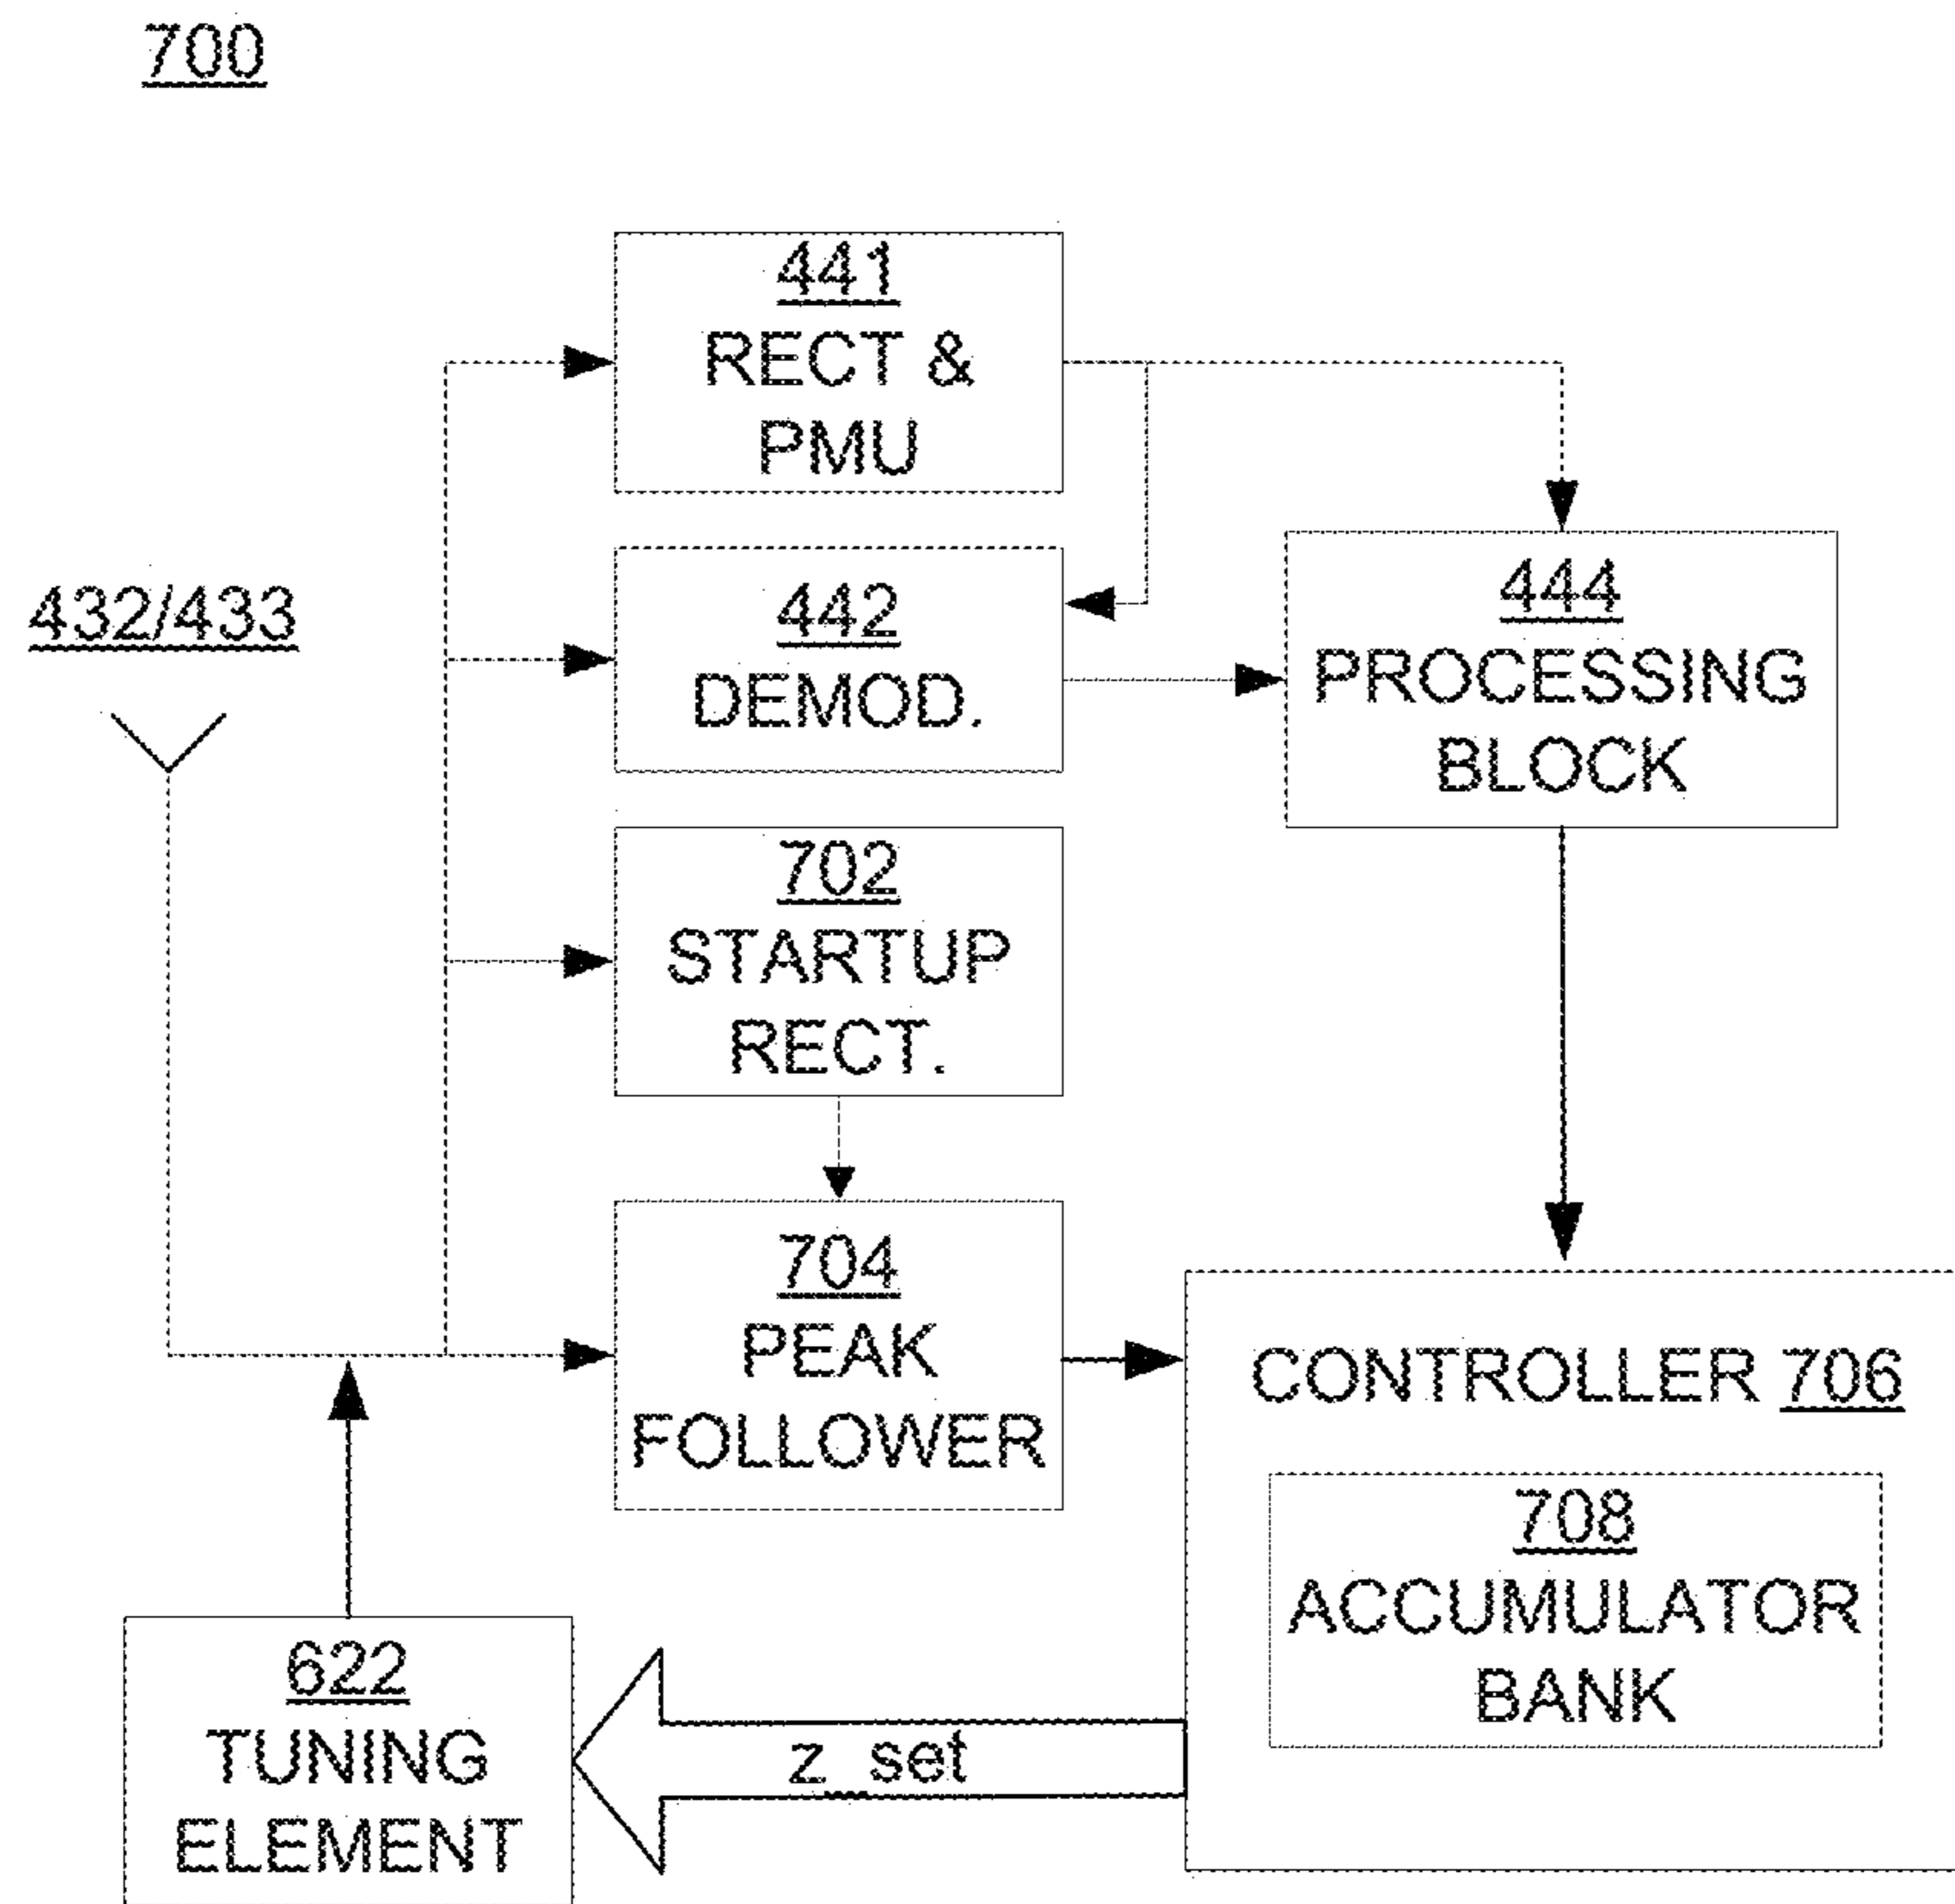 700
441
RECT &
PMU
432/433
442
DEMOD.
444
PROCESSING
BLOCK
702
STARTUP
RECT.
704
PEAK
FOLLOWER
CONTROLLER 706
708
ACCUMULATOR
BANK
622
TUNING
ELEMENT
z_set